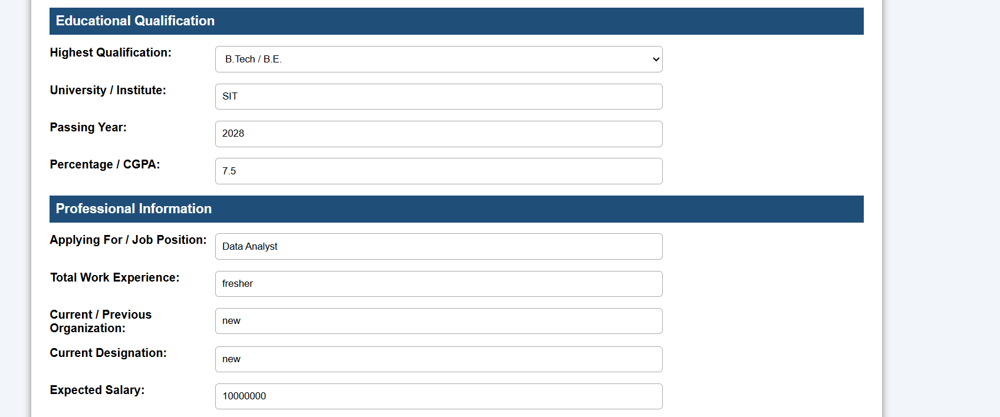 Educational Qualification
Highest Qualification:
B.Tech / B.E.
University / Institute:
SIT
Passing Year:
2028
Percentage / CGPA:
7.5
Professional Information
Applying For / Job Position:
Data Analyst
Total Work Experience:
fresher
Current / Previous
Organization:
new
Current Designation:
new
Expected Salary:
10000000